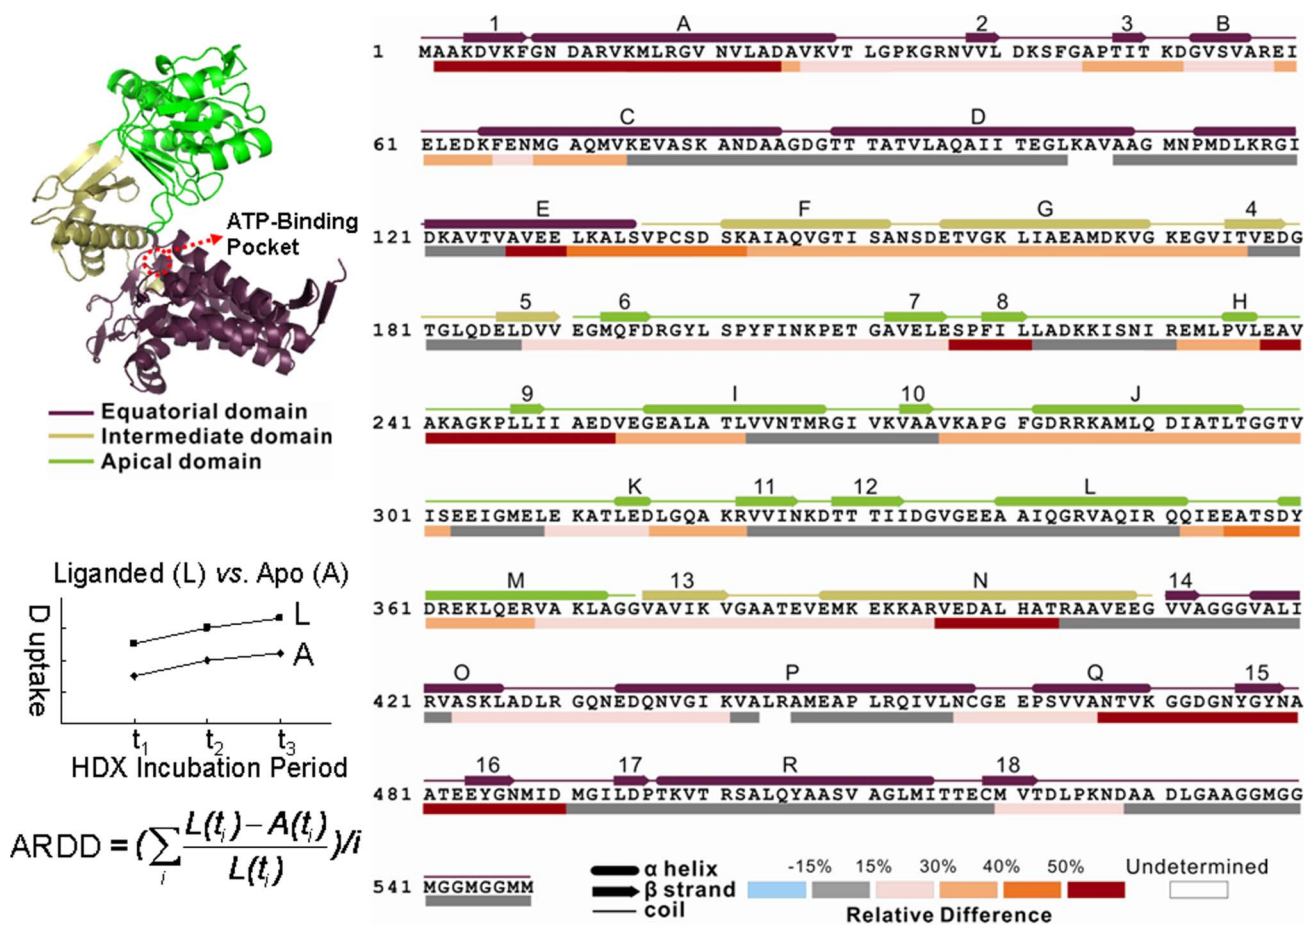 1 A 2 3 B
1 MAAKDVKFGN DARVKMLRGV NVLADAVKVT LGPKGRNVVL DKSFGAPTIT KDGVSVAREI
C D
61 ELEDKFENMG AQMVKEVASK ANDAAGDGTT TATVLAQAII TEGLKAVAAG MNPMDLKRGI
E F G 4
121 DKAVTVAVEE LKALSVPCSD SKAIAQVGTI SANSDETVGK LIAEAMDKVG KEGVITVEDG
5 6 7 8 H
181 TGLQDELDVV EGMQFDRGYL SPYFINKPET GAVELESPFI LLADKKISNI REMLPVLEAV
9 I 10 J
241 AKAGKPLLII AEDVEGEALA TLVVNTMRGI VKVAAVKAPG FGDRRKAMLQ DIATLTGGTV
K 11 12 L
301 ISEEIGMELE KATLEDLGQA KRVVINKDTT TIIDGVGEEA AIQGRVAQIR QQIEEATSDY
M 13 N 14
361 DREKLQERVA KLAGGVAVIK VGAATEVEMK EKKARVEDAL HATRAAVEEG VVAGGGVALI
O P Q 15
421 RVASKLADLR GQNEDQNVGI KVALRAMEAP LRQIVLNCGE EPSVVANTVK GGDGNYGYNA
16 17 R 18
481 ATEEYGNMID MGILDPTKVT RSALQYAASV AGLMITTECM VTDLPKNDAA DLGAAGGMGG
541 MGGMGGMM
α helix
β strand
coil
-15% 15% 30% 40% 50% Undetermined
Relative Difference
ATP-Binding
Pocket
Equatorial domain
Intermediate domain
Apical domain
Liganded (L) vs. Apo (A)
D uptake
L
A
t1 t2 t3
HDX Incubation Period
ARDD = (∑i L(ti) – A(ti) / L(ti))/i